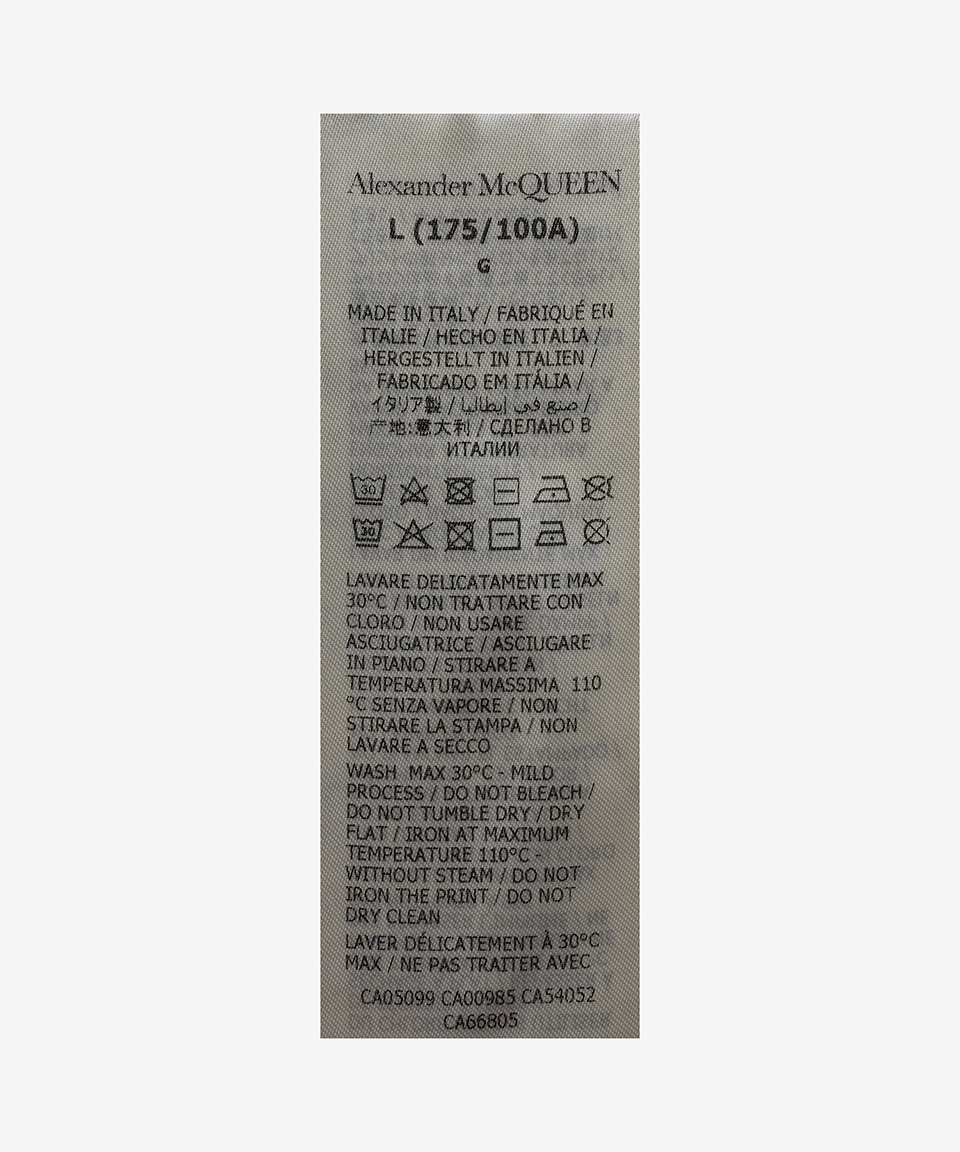 Alexander McQUEEN
L (175/100A)
G
MADE IN ITALY / FABRIQUÉ EN
ITALIE / HECHO EN ITALIA /
HERGESTELLT IN ITALIEN /
FABRICADO EM ITÁLIA /
イタリア製 / صنع في إيطاليا /
产地:意大利 / СДЕЛАНО В
ИТАЛИИ
30
30
LAVARE DELICATAMENTE MAX
30°C / NON TRATTARE CON
CLORO / NON USARE
ASCIUGATRICE / ASCIUGARE
IN PIANO / STIRARE A
TEMPERATURA MASSIMA 110
°C SENZA VAPORE / NON
STIRARE LA STAMPA / NON
LAVARE A SECCO
WASH MAX 30°C - MILD
PROCESS / DO NOT BLEACH /
DO NOT TUMBLE DRY / DRY
FLAT / IRON AT MAXIMUM
TEMPERATURE 110°C -
WITHOUT STEAM / DO NOT
IRON THE PRINT / DO NOT
DRY CLEAN
LAVER DÉLICATEMENT À 30°C
MAX / NE PAS TRAITER AVEC
CA05099 CA00985 CA54052
CA66805